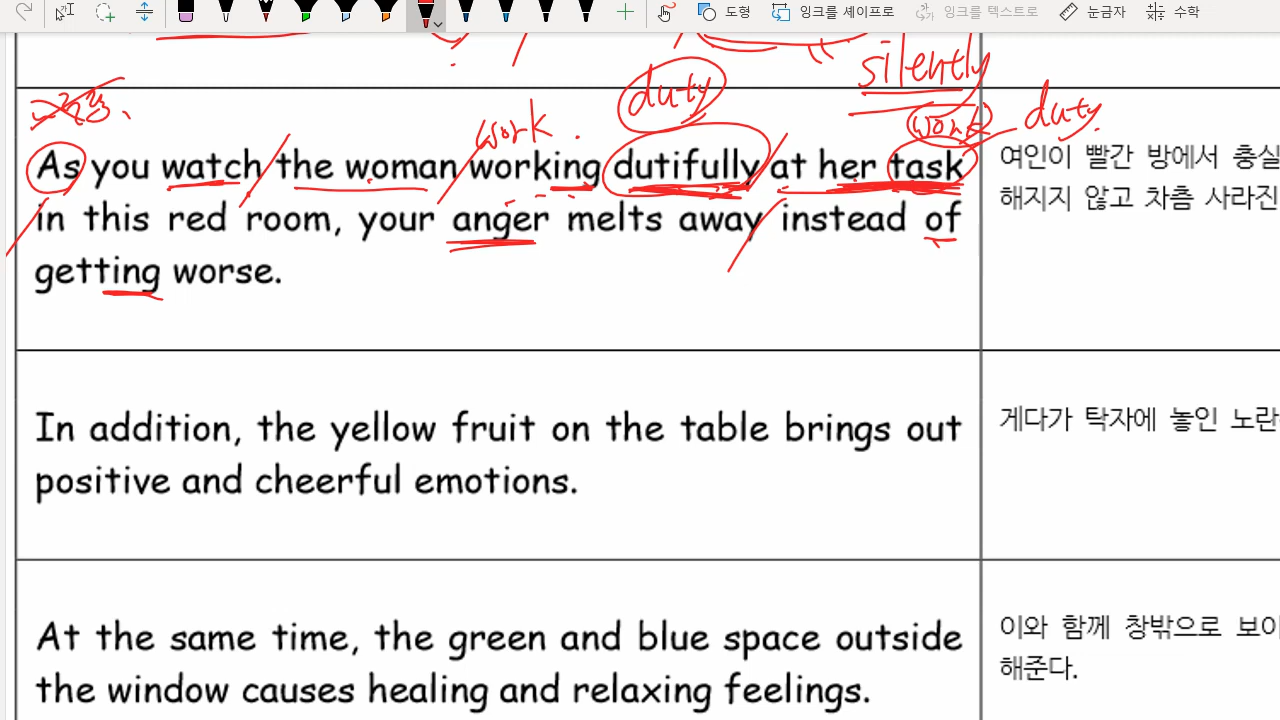 도형
잉크를 셰이프로
잉크를 텍스트로
눈금자
수학
silently
duty
work
work
duty
As you watch the woman working dutifully at her task
in this red room, your anger melts away instead of
getting worse.
여인이 빨간 방에서 충실
해지지 않고 차츰 사라진
In addition, the yellow fruit on the table brings out
positive and cheerful emotions.
게다가 탁자에 놓인 노란
At the same time, the green and blue space outside
the window causes healing and relaxing feelings.
이와 함께 창밖으로 보이
해준다.